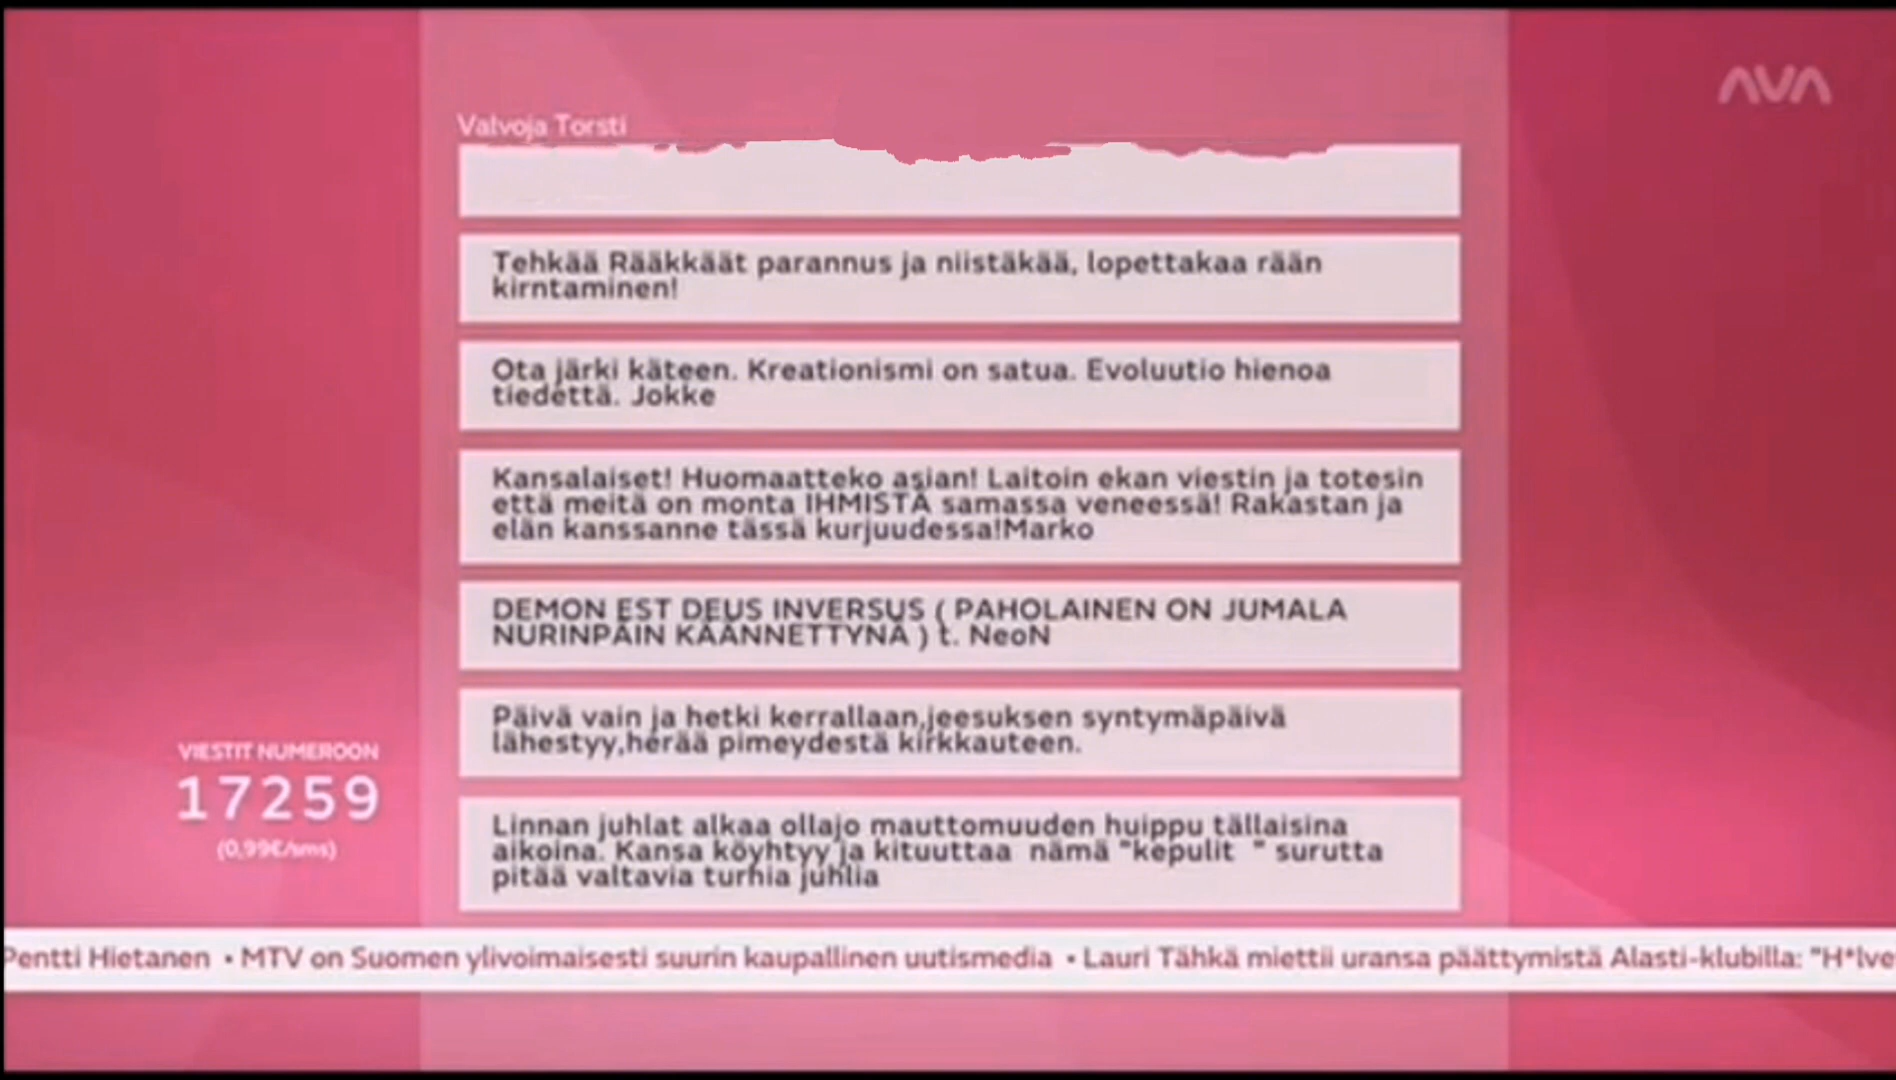 AVA
Valvoja Torsti
Tehkää Rääkkäät parannus ja niistäkää, lopettakaa rään
kirntaminen!
Ota järki käteen. Kreationismi on satua. Evoluutio hienoa
tiedettä. Jokke
Kansalaiset! Huomaatteko asian! Laitoin ekan viestin ja totesin
että meitä on monta IHMISTÄ samassa veneessä! Rakastan ja
elän kanssanne tässä kurjuudessa!Marko
DEMON EST DEUS INVERSUS ( PAHOLAINEN ON JUMALA
NURINPÄIN KÄÄNNETTYNÄ ) t. NeoN
Päivä vain ja hetki kerrallaan,jeesuksen syntymäpäivä
lähestyy,herää pimeydestä kirkkauteen.
Linnan juhlat alkaa ollajo mauttomuuden huippu tällaisina
aikoina. Kansa köyhtyy ja kituuttaa  nämä "kepulit  " surutta
pitää valtavia turhia juhlia
VIESTIT NUMEROON
17259
(0,99€/sms)
Pentti Hietanen • MTV on Suomen ylivoimaisesti suurin kaupallinen uutismedia • Lauri Tähkä miettii uransa päättymistä Alasti-klubilla: "H*lve